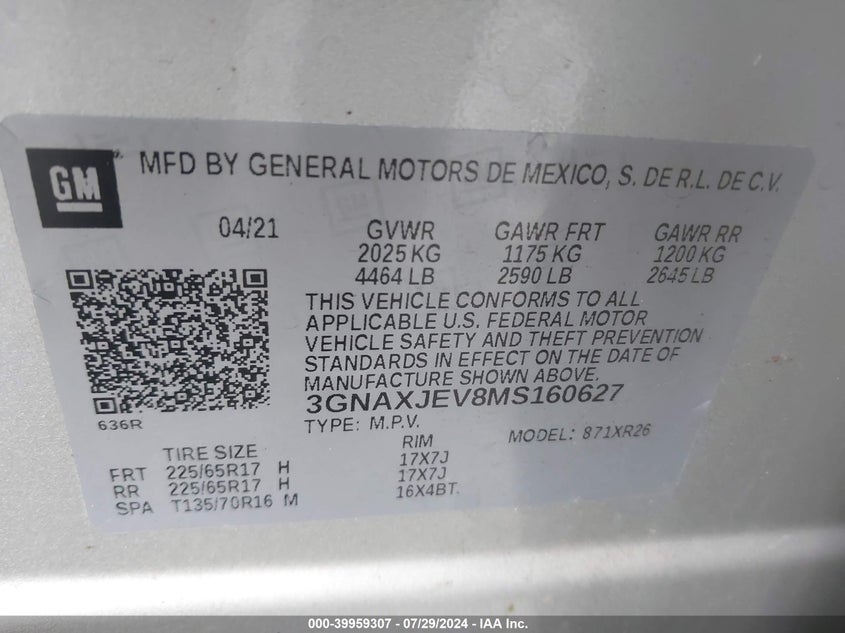 GM
MFD BY GENERAL MOTORS DE MEXICO, S. DE R.L. DE C.V.
04/21 GVWR GAWR FRT GAWR RR
2025 KG 1175 KG 1200 KG
4464 LB 2590 LB 2645 LB
THIS VEHICLE CONFORMS TO ALL
APPLICABLE U.S. FEDERAL MOTOR
VEHICLE SAFETY AND THEFT PREVENTION
STANDARDS IN EFFECT ON THE DATE OF
MANUFACTURE SHOWN ABOVE.
3GNAXJEV8MS160627
636R TYPE: M.P.V. MODEL: 871XR26
TIRE SIZE RIM
FRT 225/65R17 H 17X7J
RR 225/65R17 H 17X7J
SPA T135/70R16 M 16X4BT.
000-39959307 / 07/29/2024 - IAA Inc.